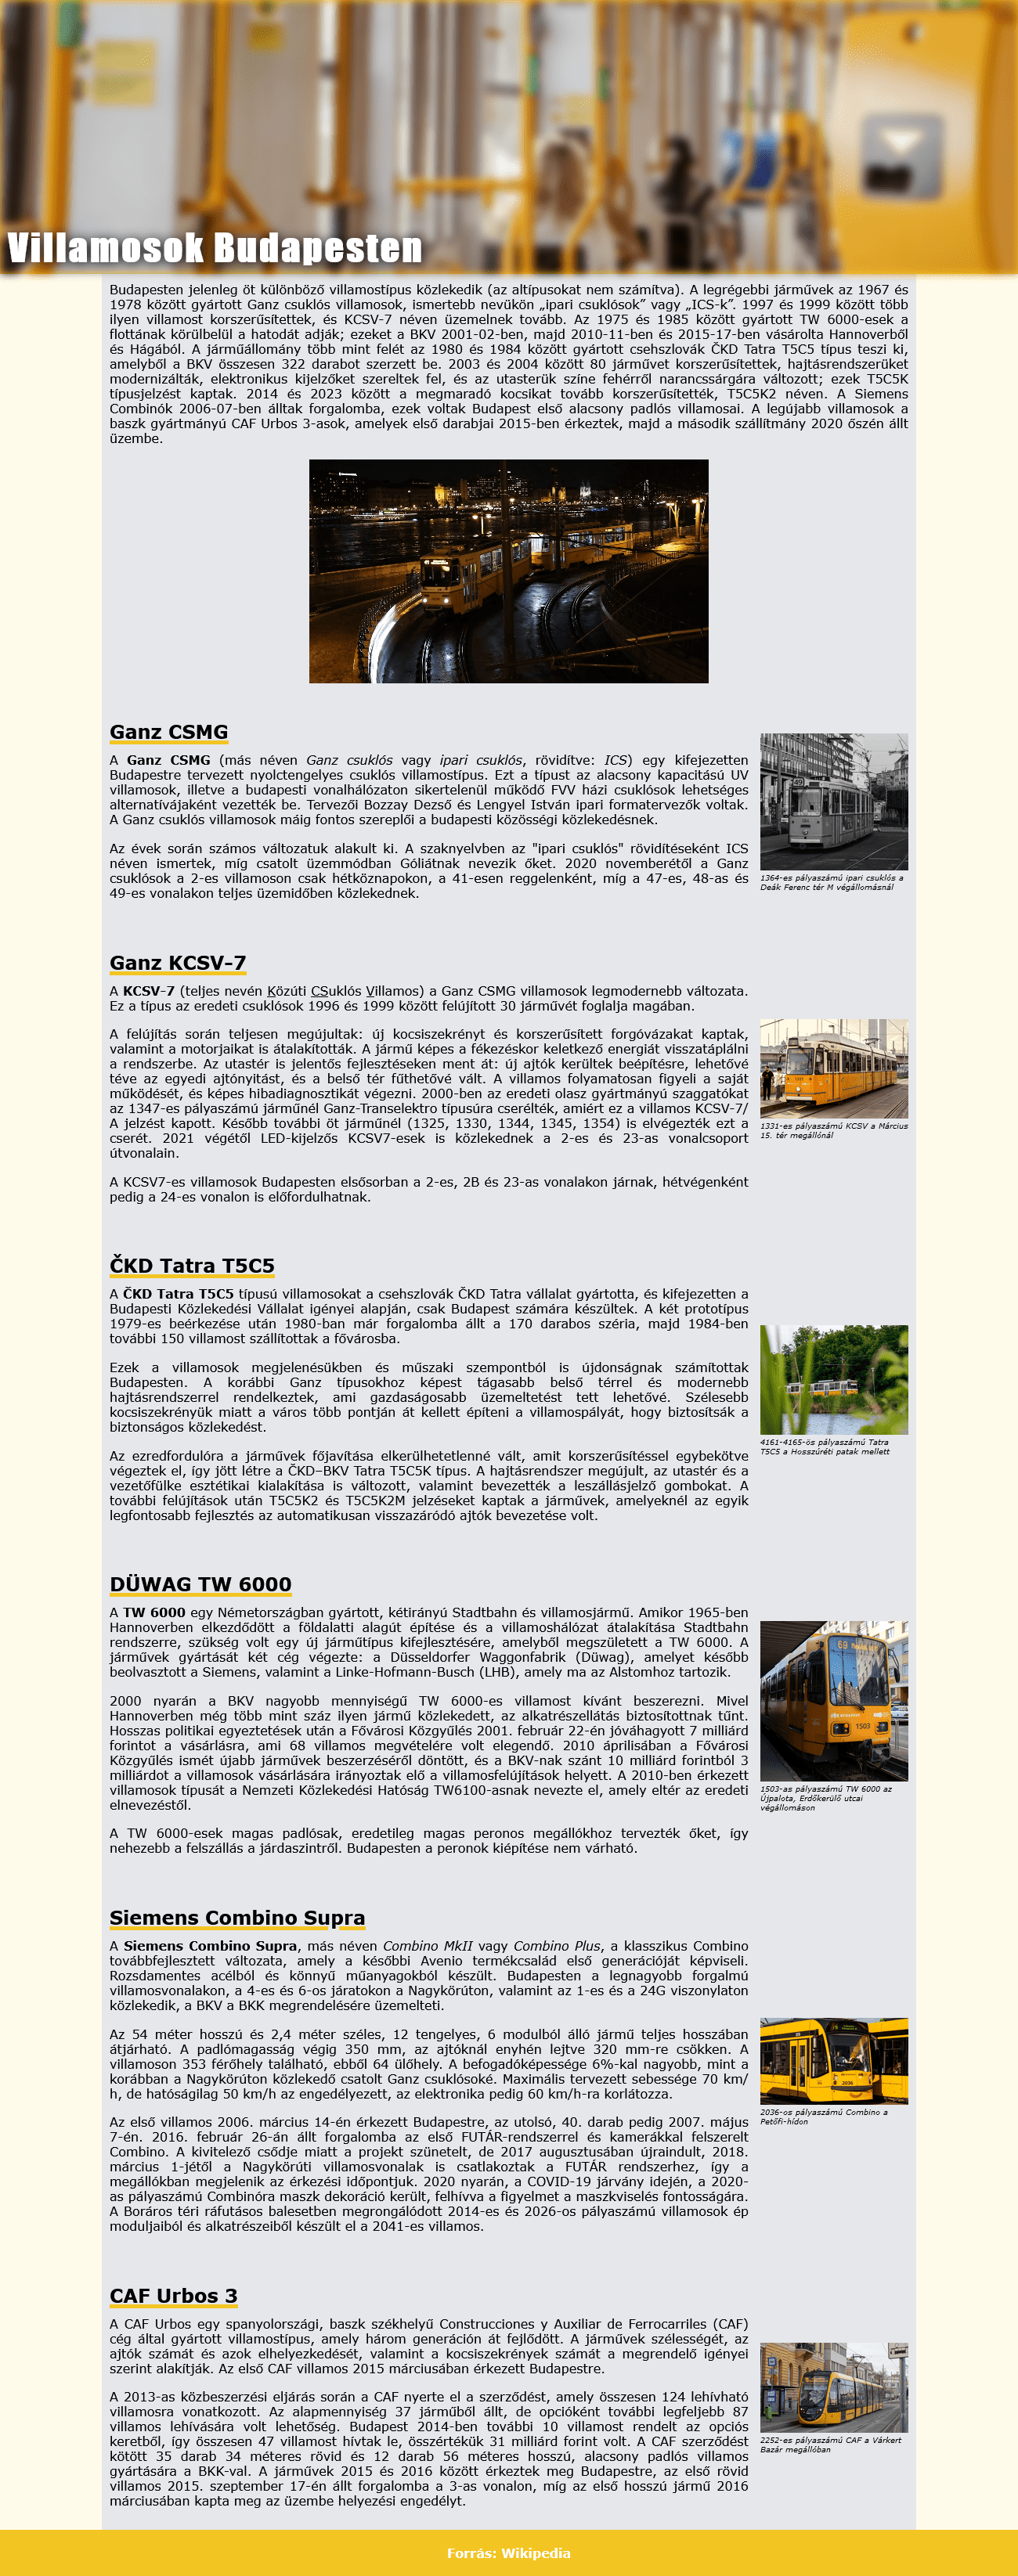 Villamosok Budapesten
Budapesten jelenleg öt különböző villamostípus közlekedik (az altípusokat nem számítva). A legrégebbi járművek az 1967 és
1978 között gyártott Ganz csuklós villamosok, ismertebb nevükön „ipari csuklósok” vagy „ICS-k”. 1997 és 1999 között több
ilyen villamost korszerűsítettek, és KCSV-7 néven üzemelnek tovább. Az 1975 és 1985 között gyártott TW 6000-esek a
flottának körülbelül a hatodát adják; ezeket a BKV 2001-02-ben, majd 2010-11-ben és 2015-17-ben vásárolta Hannoverből
és Hágából. A járműállomány több mint felét az 1980 és 1984 között gyártott csehszlovák ČKD Tatra T5C5 típus teszi ki,
amelyből a BKV összesen 322 darabot szerzett be. 2003 és 2004 között 80 járművet korszerűsítettek, hajtásrendszerüket
modernizálták, elektronikus kijelzőket szereltek fel, és az utasterük színe fehérről narancssárgára változott; ezek T5C5K
típusjelzést kaptak. 2014 és 2023 között a megmaradó kocsikat tovább korszerűsítették, T5C5K2 néven. A Siemens
Combinók 2006-07-ben álltak forgalomba, ezek voltak Budapest első alacsony padlós villamosai. A legújabb villamosok a
baszk gyártmányú CAF Urbos 3-asok, amelyek első darabjai 2015-ben érkeztek, majd a második szállítmány 2020 őszén állt
üzembe.
Ganz CSMG
A Ganz CSMG (más néven Ganz csuklós vagy ipari csuklós, rövidítve: ICS) egy kifejezetten
Budapestre tervezett nyolctengelyes csuklós villamostípus. Ezt a típust az alacsony kapacitású UV
villamosok, illetve a budapesti vonalhálózaton sikertelenül működő FVV házi csuklósok lehetséges
alternatívájaként vezették be. Tervezői Bozzay Dezső és Lengyel István ipari formatervezők voltak.
A Ganz csuklós villamosok máig fontos szereplői a budapesti közösségi közlekedésnek.
Az évek során számos változatuk alakult ki. A szaknyelvben az "ipari csuklós" rövidítéseként ICS
néven ismertek, míg csatolt üzemmódban Góliátnak nevezik őket. 2020 novemberétől a Ganz
csuklósok a 2-es villamoson csak hétköznapokon, a 41-esen reggelenként, míg a 47-es, 48-as és
49-es vonalakon teljes üzemidőben közlekednek.
1364-es pályaszámú ipari csuklós a
Deák Ferenc tér M végállomásnál
Ganz KCSV-7
A KCSV-7 (teljes nevén Közúti CSuklós Villamos) a Ganz CSMG villamosok legmodernebb változata.
Ez a típus az eredeti csuklósok 1996 és 1999 között felújított 30 járművét foglalja magában.
A felújítás során teljesen megújultak: új kocsiszekrényt és korszerűsített forgóvázakat kaptak,
valamint a motorjaikat is átalakították. A jármű képes a fékezéskor keletkező energiát visszatáplálni
a rendszerbe. Az utastér is jelentős fejlesztéseken ment át: új ajtók kerültek beépítésre, lehetővé
téve az egyedi ajtónyitást, és a belső tér fűthetővé vált. A villamos folyamatosan figyeli a saját
működését, és képes hibadiagnosztikát végezni. 2000-ben az eredeti olasz gyártmányú szaggatókat
az 1347-es pályaszámú járműnél Ganz-Transelektro típusúra cserélték, amiért ez a villamos KCSV-7/
A jelzést kapott. Később további öt járműnél (1325, 1330, 1344, 1345, 1354) is elvégezték ezt a
cserét. 2021 végétől LED-kijelzős KCSV7-esek is közlekednek a 2-es és 23-as vonalcsoport
útvonalain.
A KCSV7-es villamosok Budapesten elsősorban a 2-es, 2B és 23-as vonalakon járnak, hétvégenként
pedig a 24-es vonalon is előfordulhatnak.
1331-es pályaszámú KCSV a Március
15. tér megállónál
ČKD Tatra T5C5
A ČKD Tatra T5C5 típusú villamosokat a csehszlovák ČKD Tatra vállalat gyártotta, és kifejezetten a
Budapesti Közlekedési Vállalat igényei alapján, csak Budapest számára készültek. A két prototípus
1979-es beérkezése után 1980-ban már forgalomba állt a 170 darabos széria, majd 1984-ben
további 150 villamost szállítottak a fővárosba.
Ezek a villamosok megjelenésükben és műszaki szempontból is újdonságnak számítottak
Budapesten. A korábbi Ganz típusokhoz képest tágasabb belső térrel és modernebb
hajtásrendszerrel rendelkeztek, ami gazdaságosabb üzemeltetést tett lehetővé. Szélesebb
kocsiszekrényük miatt a város több pontján át kellett építeni a villamospályát, hogy biztosítsák a
biztonságos közlekedést.
Az ezredfordulóra a járművek főjavítása elkerülhetetlenné vált, amit korszerűsítéssel egybekötve
végeztek el, így jött létre a ČKD–BKV Tatra T5C5K típus. A hajtásrendszer megújult, az utastér és a
vezetőfülke esztétikai kialakítása is változott, valamint bevezették a leszállásjelző gombokat. A
további felújítások után T5C5K2 és T5C5K2M jelzéseket kaptak a járművek, amelyeknél az egyik
legfontosabb fejlesztés az automatikusan visszazáródó ajtók bevezetése volt.
4161-4165-ös pályaszámú Tatra
T5C5 a Hosszúréti patak mellett
DÜWAG TW 6000
A TW 6000 egy Németországban gyártott, kétirányú Stadtbahn és villamosjármű. Amikor 1965-ben
Hannoverben elkezdődött a földalatti alagút építése és a villamoshálózat átalakítása Stadtbahn
rendszerre, szükség volt egy új járműtípus kifejlesztésére, amelyből megszületett a TW 6000. A
járművek gyártását két cég végezte: a Düsseldorfer Waggonfabrik (Düwag), amelyet később
beolvasztott a Siemens, valamint a Linke-Hofmann-Busch (LHB), amely ma az Alstomhoz tartozik.
2000 nyarán a BKV nagyobb mennyiségű TW 6000-es villamost kívánt beszerezni. Mivel
Hannoverben még több mint száz ilyen jármű közlekedett, az alkatrészellátás biztosítottnak tűnt.
Hosszas politikai egyeztetések után a Fővárosi Közgyűlés 2001. február 22-én jóváhagyott 7 milliárd
forintot a vásárlásra, ami 68 villamos megvételére volt elegendő. 2010 áprilisában a Fővárosi
Közgyűlés ismét újabb járművek beszerzéséről döntött, és a BKV-nak szánt 10 milliárd forintból 3
milliárdot a villamosok vásárlására irányoztak elő a villamosfelújítások helyett. A 2010-ben érkezett
villamosok típusát a Nemzeti Közlekedési Hatóság TW6100-asnak nevezte el, amely eltér az eredeti
elnevezéstől.
A TW 6000-esek magas padlósak, eredetileg magas peronos megállókhoz tervezték őket, így
nehezebb a felszállás a járdaszintről. Budapesten a peronok kiépítése nem várható.
69
1503
1503-as pályaszámú TW 6000 az
Újpalota, Erdőkerülő utcai
végállomáson
Siemens Combino Supra
A Siemens Combino Supra, más néven Combino MkII vagy Combino Plus, a klasszikus Combino
továbbfejlesztett változata, amely a későbbi Avenio termékcsalád első generációját képviseli.
Rozsdamentes acélból és könnyű műanyagokból készült. Budapesten a legnagyobb forgalmú
villamosvonalakon, a 4-es és 6-os járatokon a Nagykörúton, valamint az 1-es és a 24G viszonylaton
közlekedik, a BKV a BKK megrendelésére üzemelteti.
Az 54 méter hosszú és 2,4 méter széles, 12 tengelyes, 6 modulból álló jármű teljes hosszában
átjárható. A padlómagasság végig 350 mm, az ajtóknál enyhén lejtve 320 mm-re csökken. A
villamoson 353 férőhely található, ebből 64 ülőhely. A befogadóképessége 6%-kal nagyobb, mint a
korábban a Nagykörúton közlekedő csatolt Ganz csuklósoké. Maximális tervezett sebessége 70 km/
h, de hatóságilag 50 km/h az engedélyezett, az elektronika pedig 60 km/h-ra korlátozza.
Az első villamos 2006. március 14-én érkezett Budapestre, az utolsó, 40. darab pedig 2007. május
7-én. 2016. február 26-án állt forgalomba az első FUTÁR-rendszerrel és kamerákkal felszerelt
Combino. A kivitelező csődje miatt a projekt szünetelt, de 2017 augusztusában újraindult, 2018.
március 1-jétől a Nagykörúti villamosvonalak is csatlakoztak a FUTÁR rendszerhez, így a
megállókban megjelenik az érkezési időpontjuk. 2020 nyarán, a COVID-19 járvány idején, a 2020-
as pályaszámú Combinóra maszk dekoráció került, felhívva a figyelmet a maszkviselés fontosságára.
A Boráros téri ráfutásos balesetben megrongálódott 2014-es és 2026-os pályaszámú villamosok ép
moduljaiból és alkatrészeiből készült el a 2041-es villamos.
2036
2036-os pályaszámú Combino a
Petőfi-hídon
CAF Urbos 3
A CAF Urbos egy spanyolországi, baszk székhelyű Construcciones y Auxiliar de Ferrocarriles (CAF)
cég által gyártott villamostípus, amely három generáción át fejlődött. A járművek szélességét, az
ajtók számát és azok elhelyezkedését, valamint a kocsiszekrények számát a megrendelő igényei
szerint alakítják. Az első CAF villamos 2015 márciusában érkezett Budapestre.
A 2013-as közbeszerzési eljárás során a CAF nyerte el a szerződést, amely összesen 124 lehívható
villamosra vonatkozott. Az alapmennyiség 37 járműből állt, de opcióként további legfeljebb 87
villamos lehívására volt lehetőség. Budapest 2014-ben további 10 villamost rendelt az opciós
keretből, így összesen 47 villamost hívtak le, összértékük 31 milliárd forint volt. A CAF szerződést
kötött 35 darab 34 méteres rövid és 12 darab 56 méteres hosszú, alacsony padlós villamos
gyártására a BKK-val. A járművek 2015 és 2016 között érkeztek meg Budapestre, az első rövid
villamos 2015. szeptember 17-én állt forgalomba a 3-as vonalon, míg az első hosszú jármű 2016
márciusában kapta meg az üzembe helyezési engedélyt.
2252-es pályaszámú CAF a Várkert
Bazár megállóban
Forrás: Wikipedia